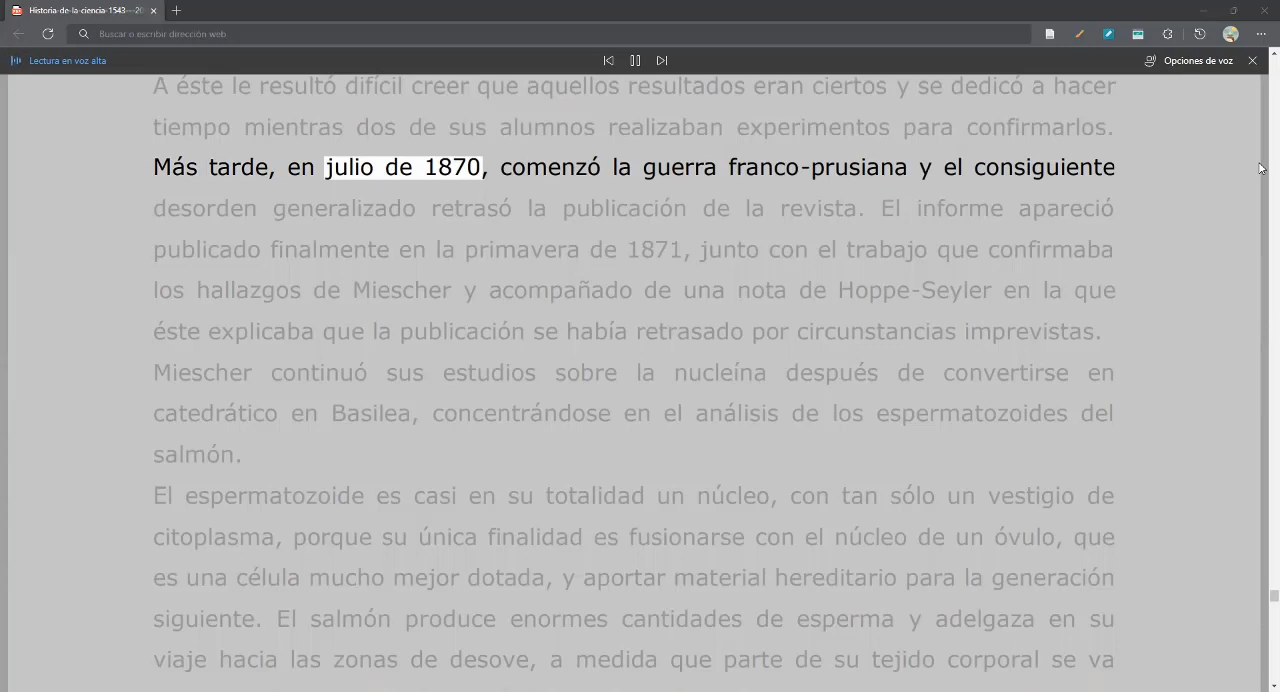 Historia-de-la-ciencia-1543---20
Buscar o escribir dirección web
Lectura en voz alta
Opciones de voz
A éste le resultó difícil creer que aquellos resultados eran ciertos y se dedicó a hacer
tiempo mientras dos de sus alumnos realizaban experimentos para confirmarlos.
Más tarde, en julio de 1870, comenzó la guerra franco-prusiana y el consiguiente
desorden generalizado retrasó la publicación de la revista. El informe apareció
publicado finalmente en la primavera de 1871, junto con el trabajo que confirmaba
los hallazgos de Miescher y acompañado de una nota de Hoppe-Seyler en la que
éste explicaba que la publicación se había retrasado por circunstancias imprevistas.
Miescher continuó sus estudios sobre la nucleína después de convertirse en
catedrático en Basilea, concentrándose en el análisis de los espermatozoides del
salmón.
El espermatozoide es casi en su totalidad un núcleo, con tan sólo un vestigio de
citoplasma, porque su única finalidad es fusionarse con el núcleo de un óvulo, que
es una célula mucho mejor dotada, y aportar material hereditario para la generación
siguiente. El salmón produce enormes cantidades de esperma y adelgaza en su
viaje hacia las zonas de desove, a medida que parte de su tejido corporal se va